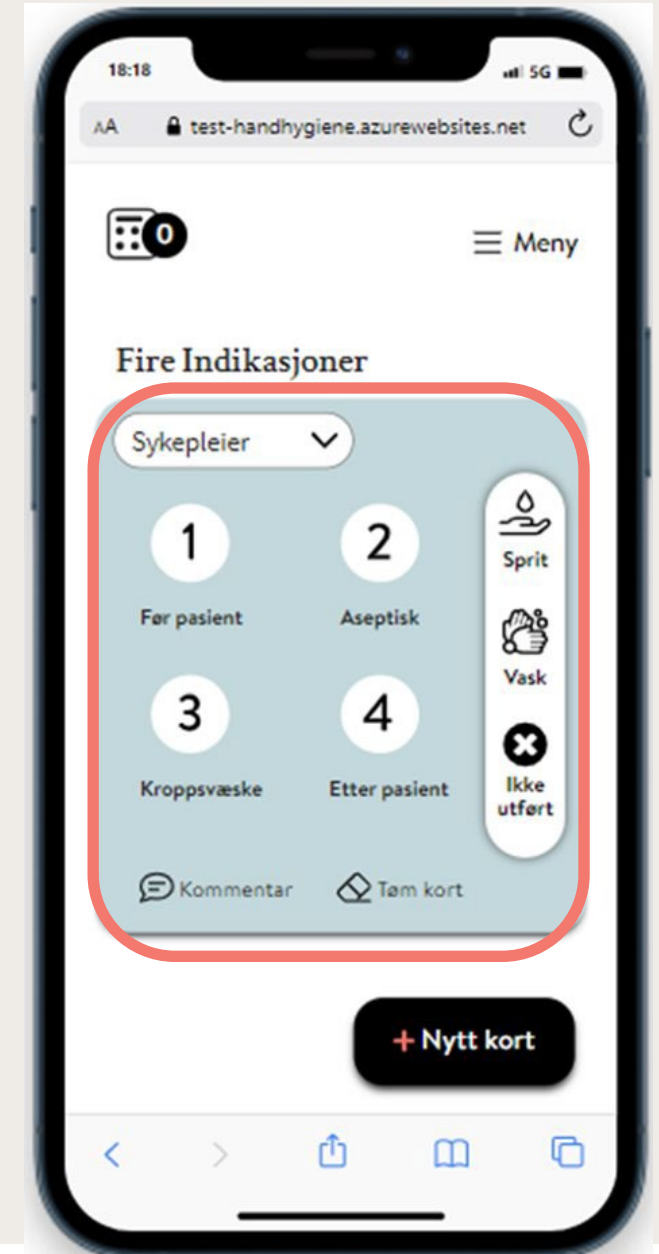 18:18
5G
AA test-handhygiene.azurewebsites.net
0
Meny
Fire Indikasjoner
Sykepleier
1
2
Sprit
Før pasient
Aseptisk
Vask
3
4
Kroppsvæske
Etter pasient
Ikke
utført
Kommentar
Tøm kort
+ Nytt kort